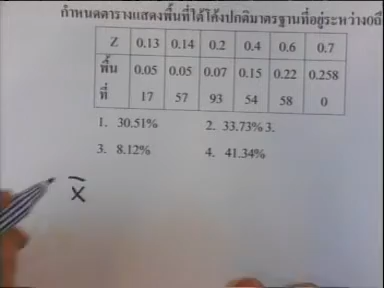 กำหนดตารางแสดงพื้นที่ใต้โค้งปกติมาตรฐานที่อยู่ระหว่าง0ถึ
Z 0.13 0.14 0.2 0.4 0.6 0.7
พื้น 0.05 0.05 0.07 0.15 0.22 0.258
ที่ 17 57 93 54 58 0
1. 30.51% 2. 33.73% 3.
3. 8.12% 4. 41.34%
x̄